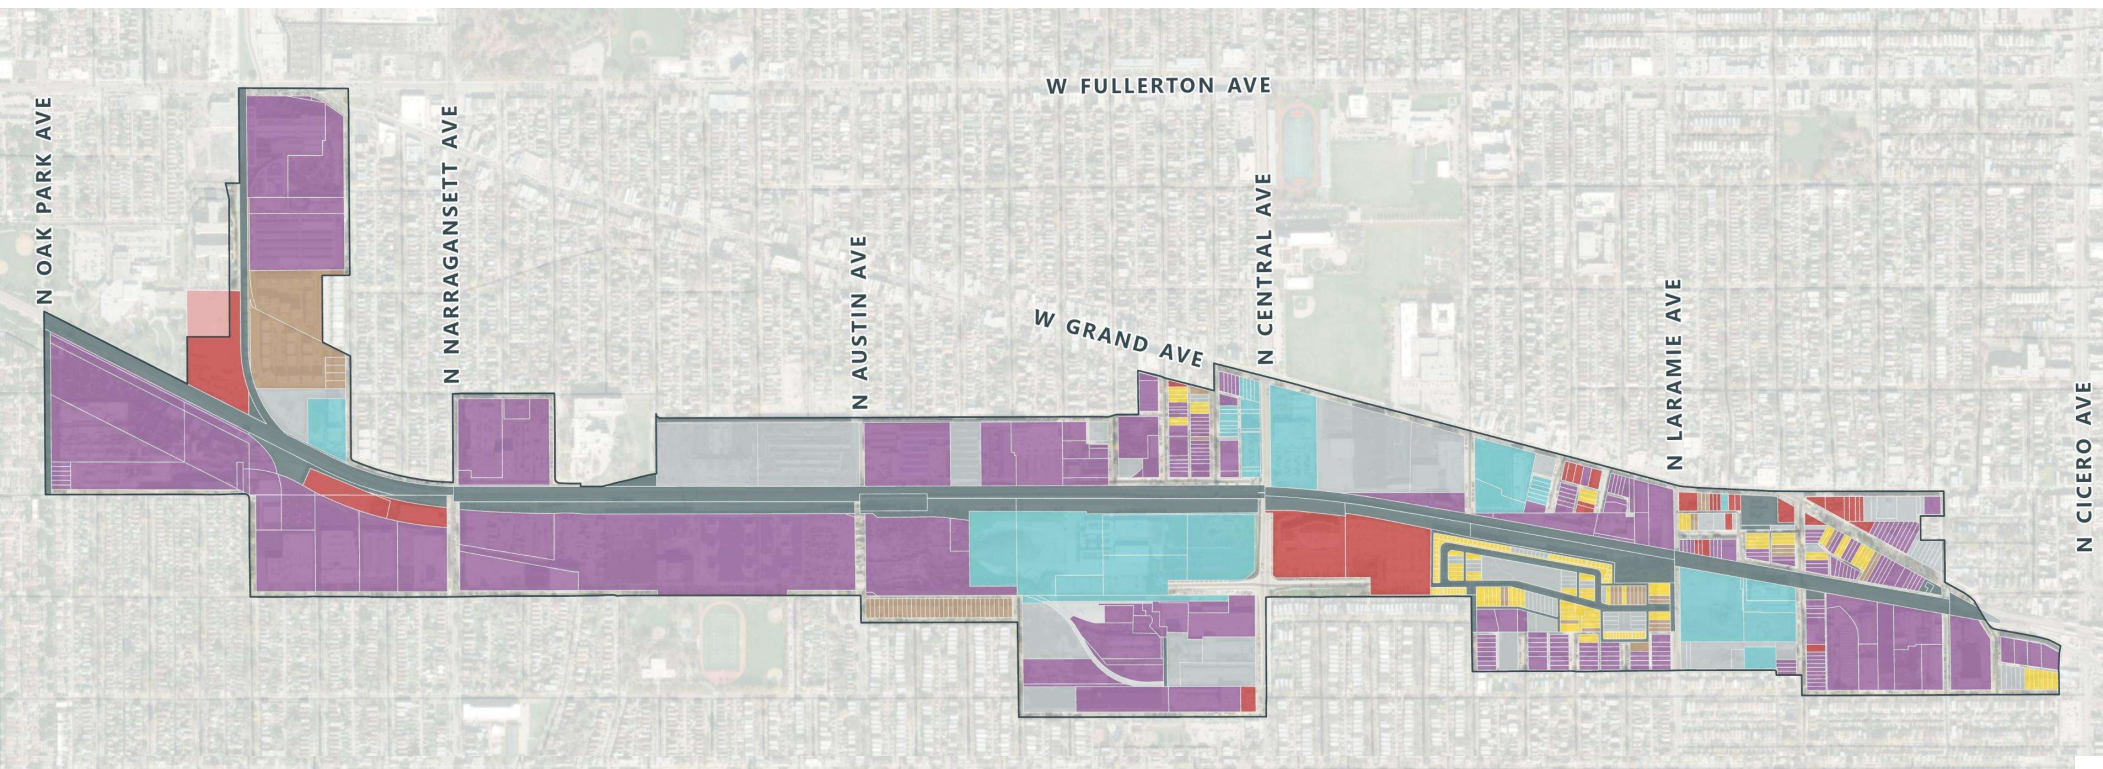 W FULLERTON AVE
N OAK PARK AVE
N NARRAGANSETT AVE
N AUSTIN AVE
W GRAND AVE
N CENTRAL AVE
N LARAMIE AVE
N CICERO AVE